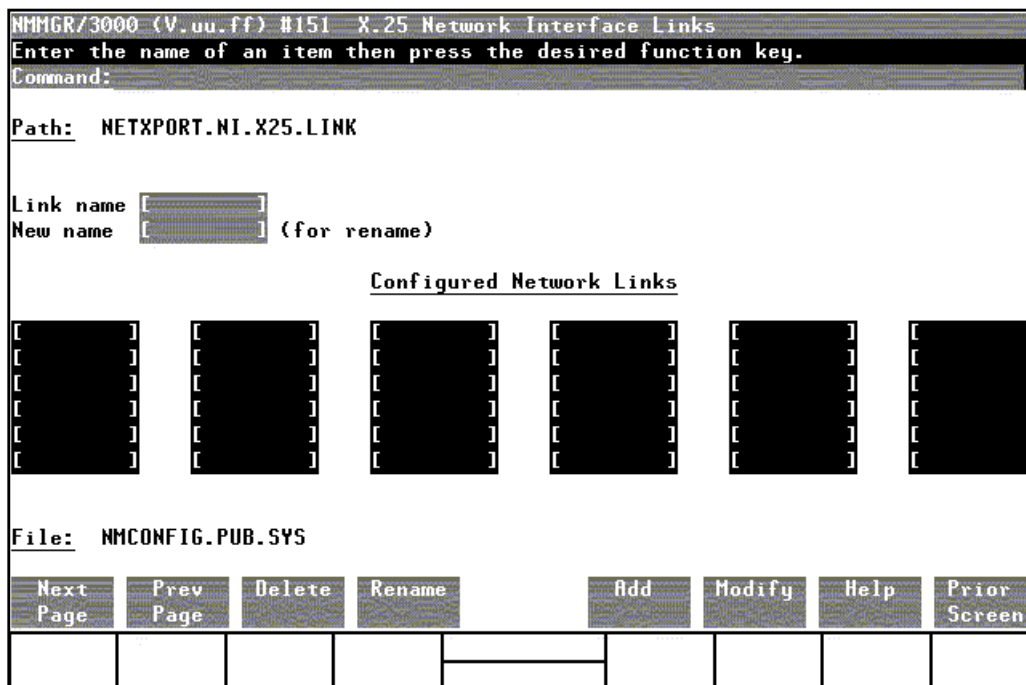 NMMGR/3000 (V.uu.ff) #151  X.25 Network Interface Links
Enter the name of an item then press the desired function key.
Command:
Path:  NETXPORT.NI.X25.LINK
Link name [         ]
New name  [         ] (for rename)
Configured Network Links
[        ]    [        ]    [        ]    [        ]    [        ]    [
[        ]    [        ]    [        ]    [        ]    [        ]    [
[        ]    [        ]    [        ]    [        ]    [        ]    [
[        ]    [        ]    [        ]    [        ]    [        ]    [
[        ]    [        ]    [        ]    [        ]    [        ]    [
[        ]    [        ]    [        ]    [        ]    [        ]    [
File:  NMCONFIG.PUB.SYS
Next Page
Prev Page
Delete
Rename
Add
Modify
Help
Prior Screen